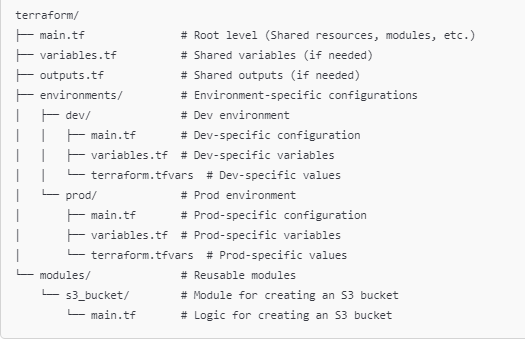 terraform/
├── main.tf               # Root level (Shared resources, modules, etc.)
├── variables.tf          # Shared variables (if needed)
├── outputs.tf            # Shared outputs (if needed)
├── environments/         # Environment-specific configurations
│   ├── dev/              # Dev environment
│   │   ├── main.tf       # Dev-specific configuration
│   │   ├── variables.tf  # Dev-specific variables
│   │   └── terraform.tfvars  # Dev-specific values
│   └── prod/             # Prod environment
│       ├── main.tf       # Prod-specific configuration
│       ├── variables.tf  # Prod-specific variables
│       └── terraform.tfvars  # Prod-specific values
└── modules/              # Reusable modules
    └── s3_bucket/        # Module for creating an S3 bucket
        └── main.tf       # Logic for creating an S3 bucket